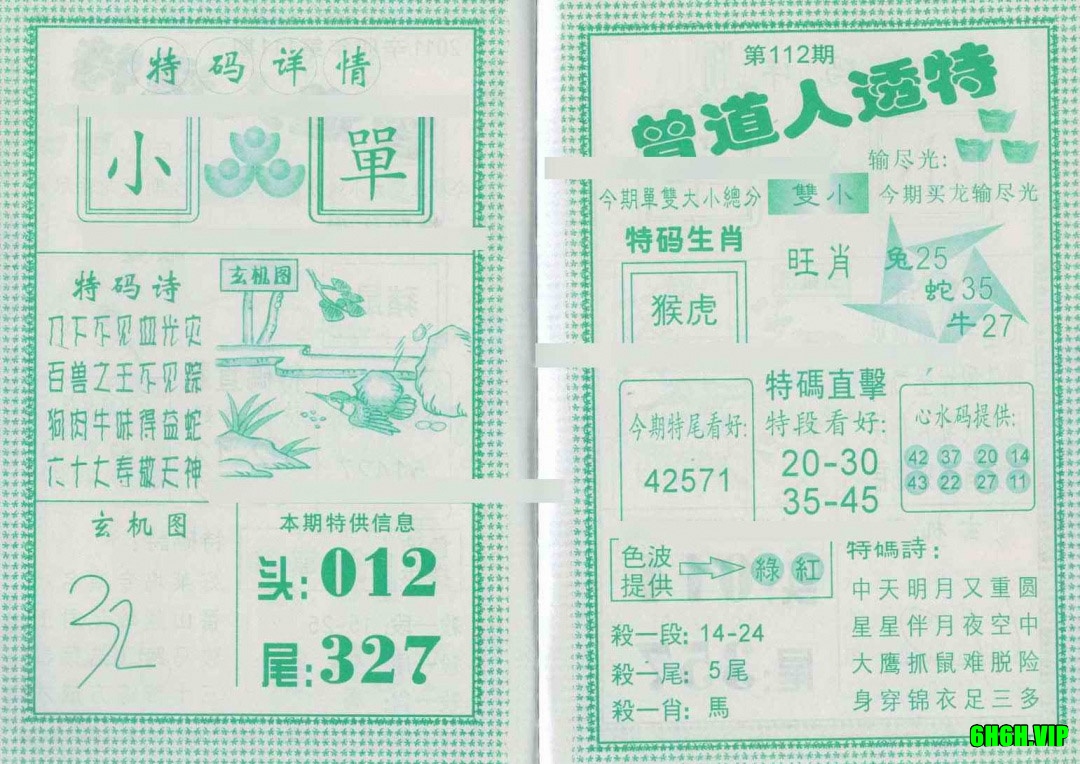 特码详情
小 單
特码诗
刀下不见血光灾
百兽之王不见踪
狗肉牛味得益蛇
六十大寿敬天神
玄机图
玄机图
32
本期特供信息
头:012
尾:327
第112期
曾道人透特
输尽光:
今期單雙大小總分 雙小 今期买龙输尽光
特码生肖
猴虎
旺肖
兔25
蛇35
牛27
今期特尾看好:
42571
特碼直擊
特段看好:
20-30
35-45
心水码提供:
42 37 20 14
43 22 27 11
色波
提供
綠 紅
殺一段: 14-24
殺一尾: 5尾
殺一肖: 馬
特碼詩:
中天明月又重圆
星星伴月夜空中
大鹰抓鼠难脱险
身穿锦衣足三多
6H6H.VIP